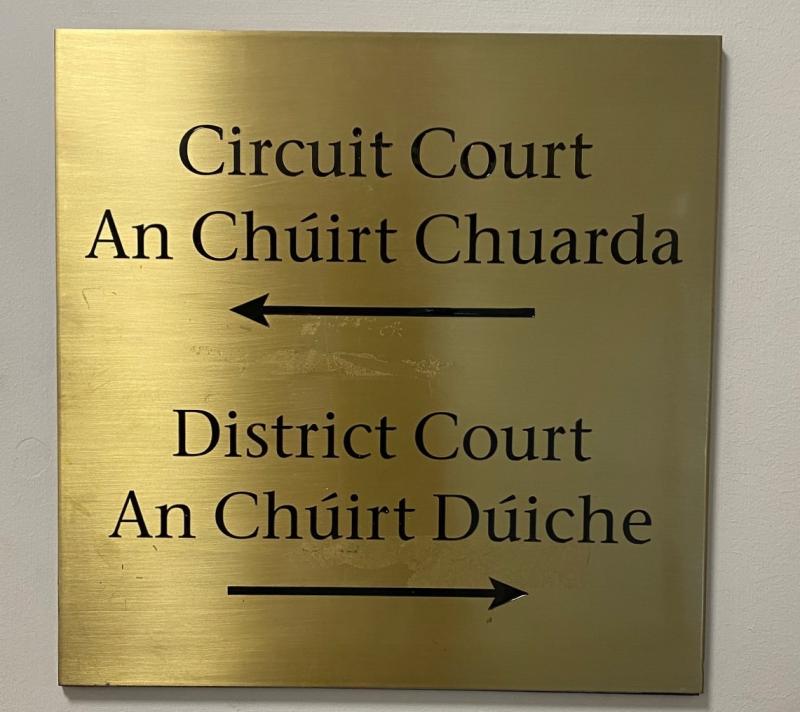 Circuit Court
An Chúirt Chuarda
District Court
An Chúirt Dúiche